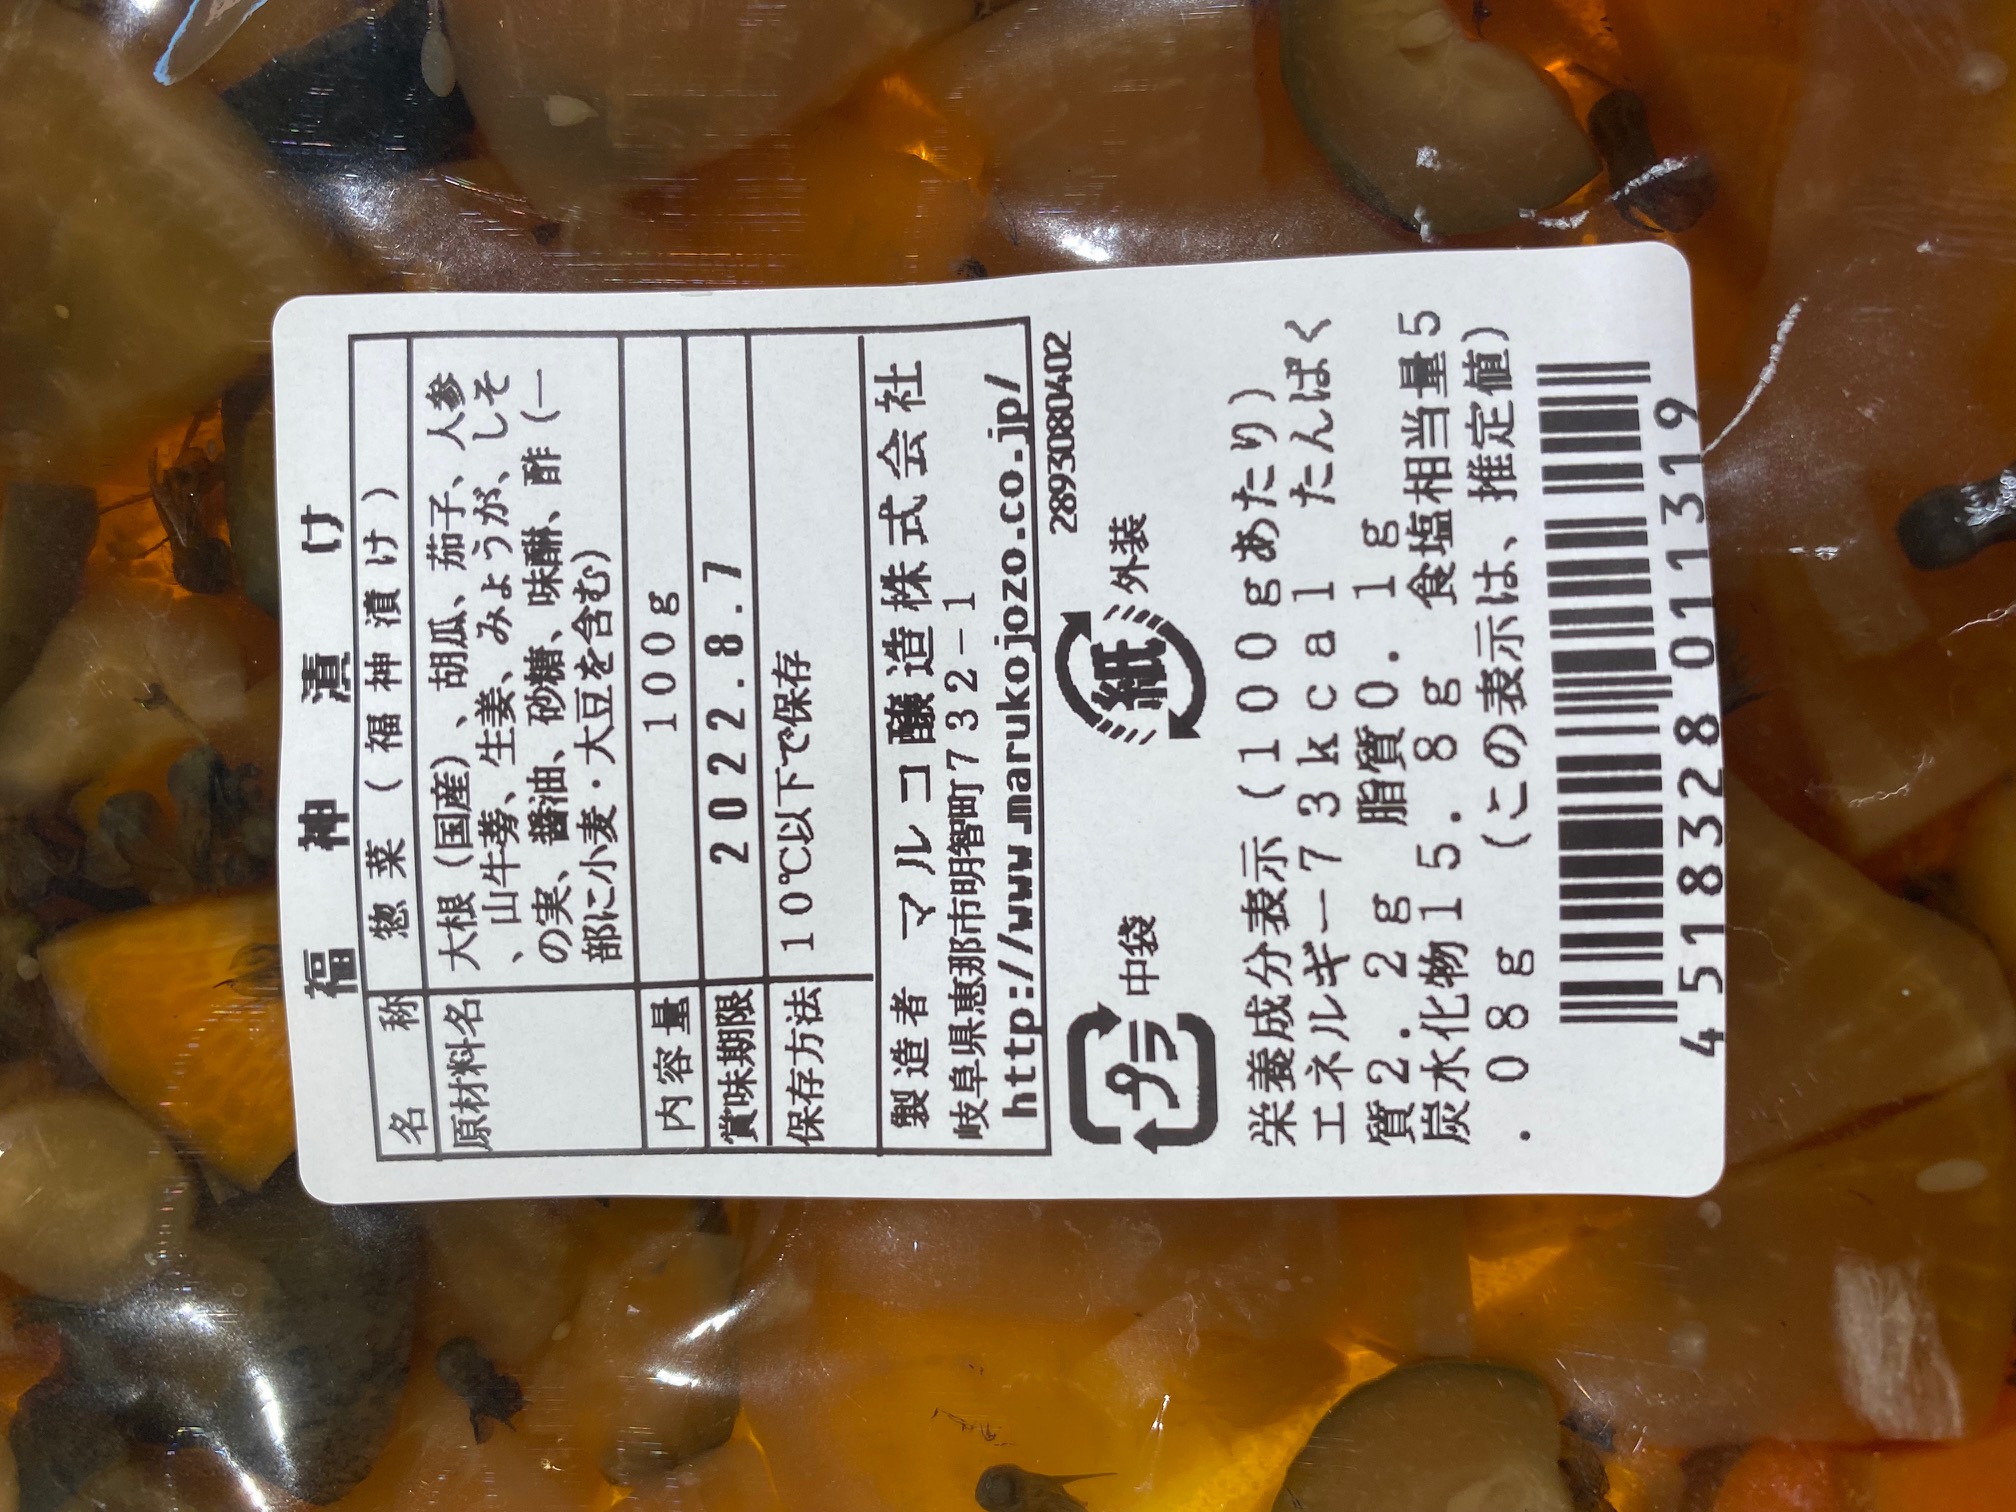 福神漬け
名称 惣菜(福神漬け)
原材料名 大根(国産)、胡瓜、茄子、人参
、山牛蒡、生姜、みょうが、しそ
の実、醤油、砂糖、味醂、酢(一
部に小麦・大豆を含む)
内容量 100g
賞味期限 2022.8.7
保存方法 10℃以下で保存
製造者 マルコ醸造株式会社
岐阜県恵那市明智町732-1
http://www.marukojozo.co.jp/
28930804402
プラ 中袋 紙 外装
栄養成分表示(100gあたり)
エネルギー73kcal たんぱく
質2.2g 脂質0.1g
炭水化物15.8g 食塩相当量5
.08g (この表示は、推定値)
4518328011319